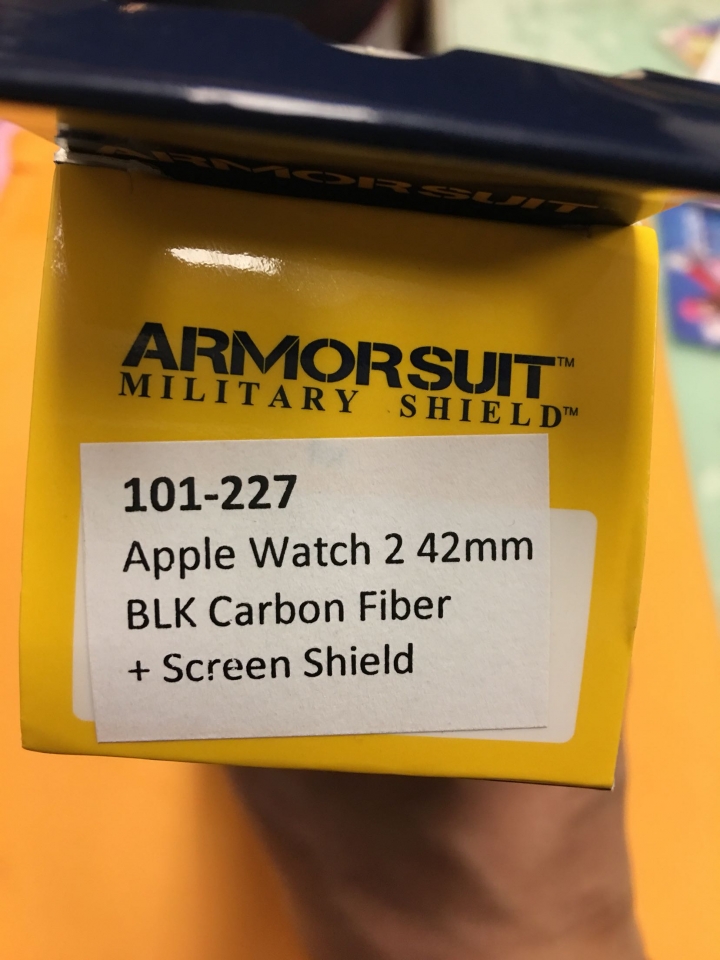 ARMORSUIT
ARMORSUIT™
MILITARY SHIELD™
101-227
Apple Watch 2 42mm
BLK Carbon Fiber
+ Screen Shield